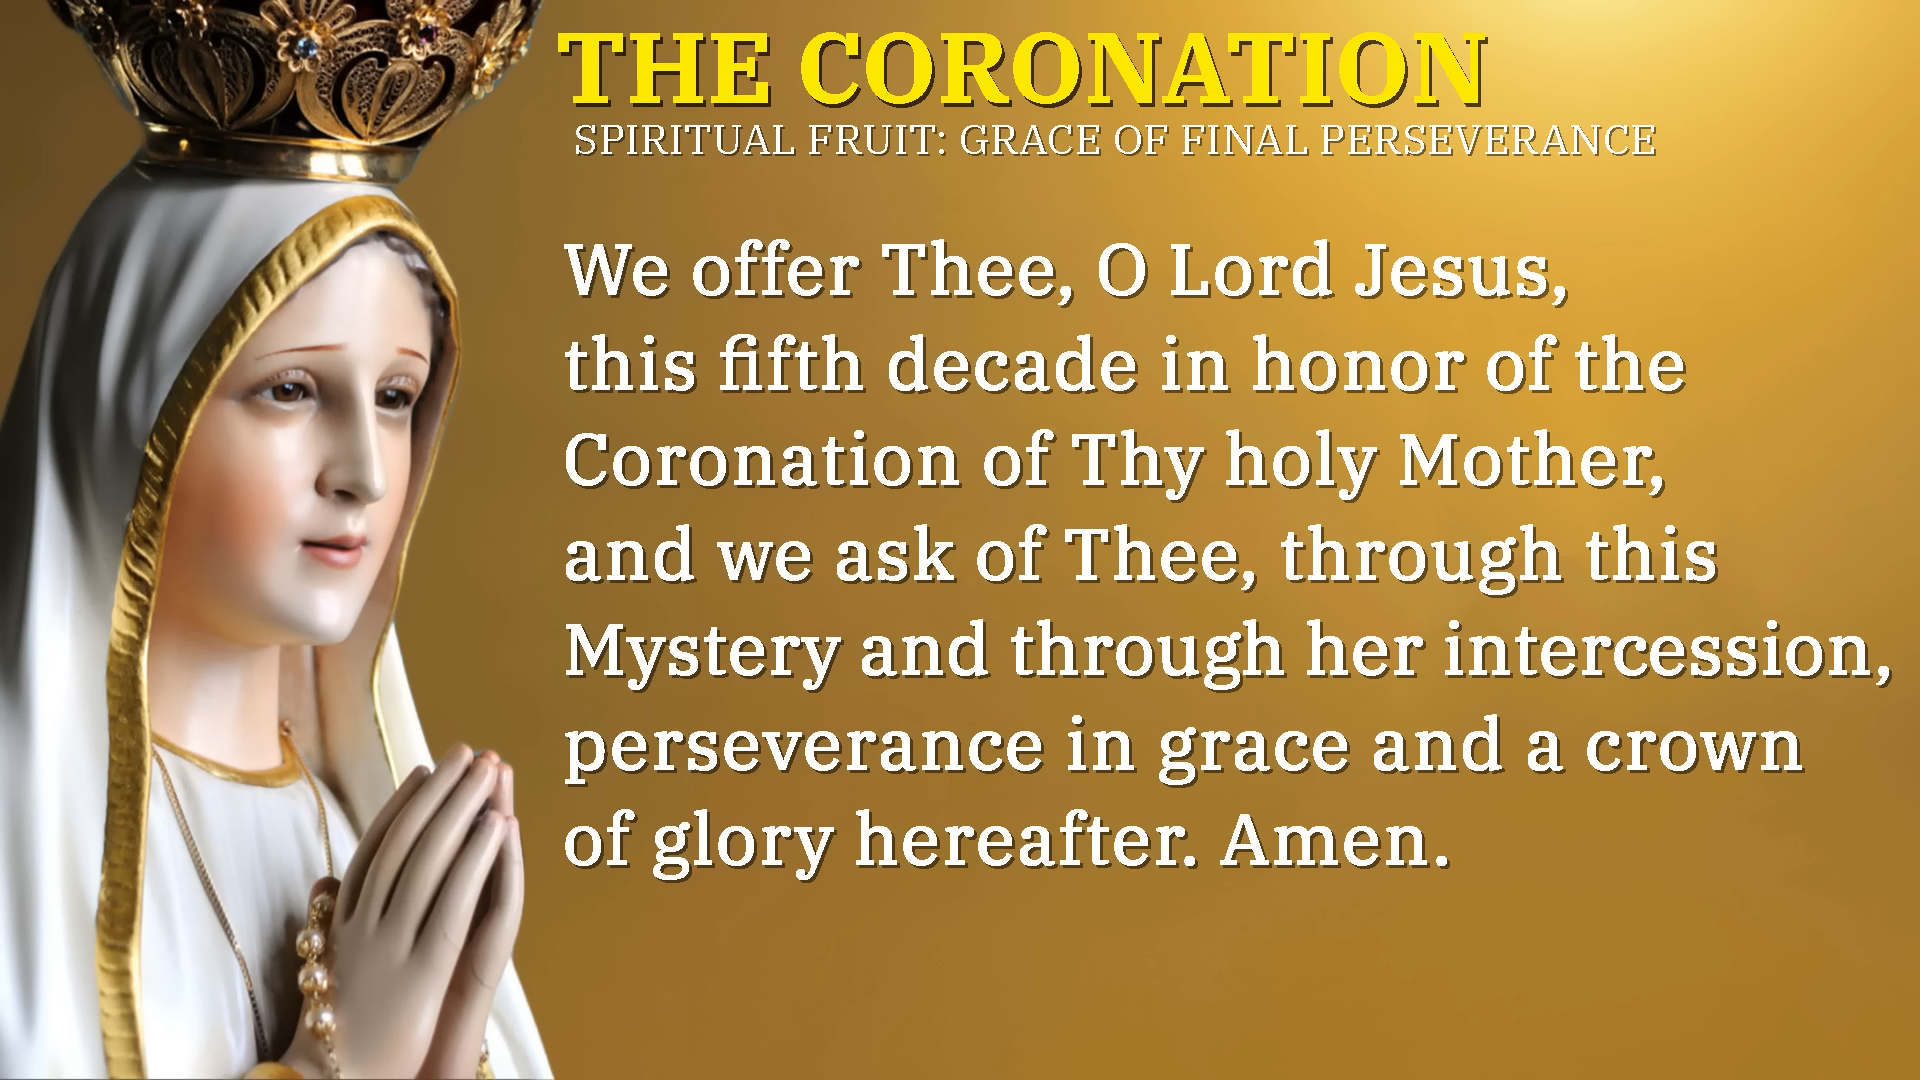 THE CORONATION
SPIRITUAL FRUIT: GRACE OF FINAL PERSEVERANCE
We offer Thee, O Lord Jesus,
this fifth decade in honor of the
Coronation of Thy holy Mother,
and we ask of Thee, through this
Mystery and through her intercession,
perseverance in grace and a crown
of glory hereafter. Amen.